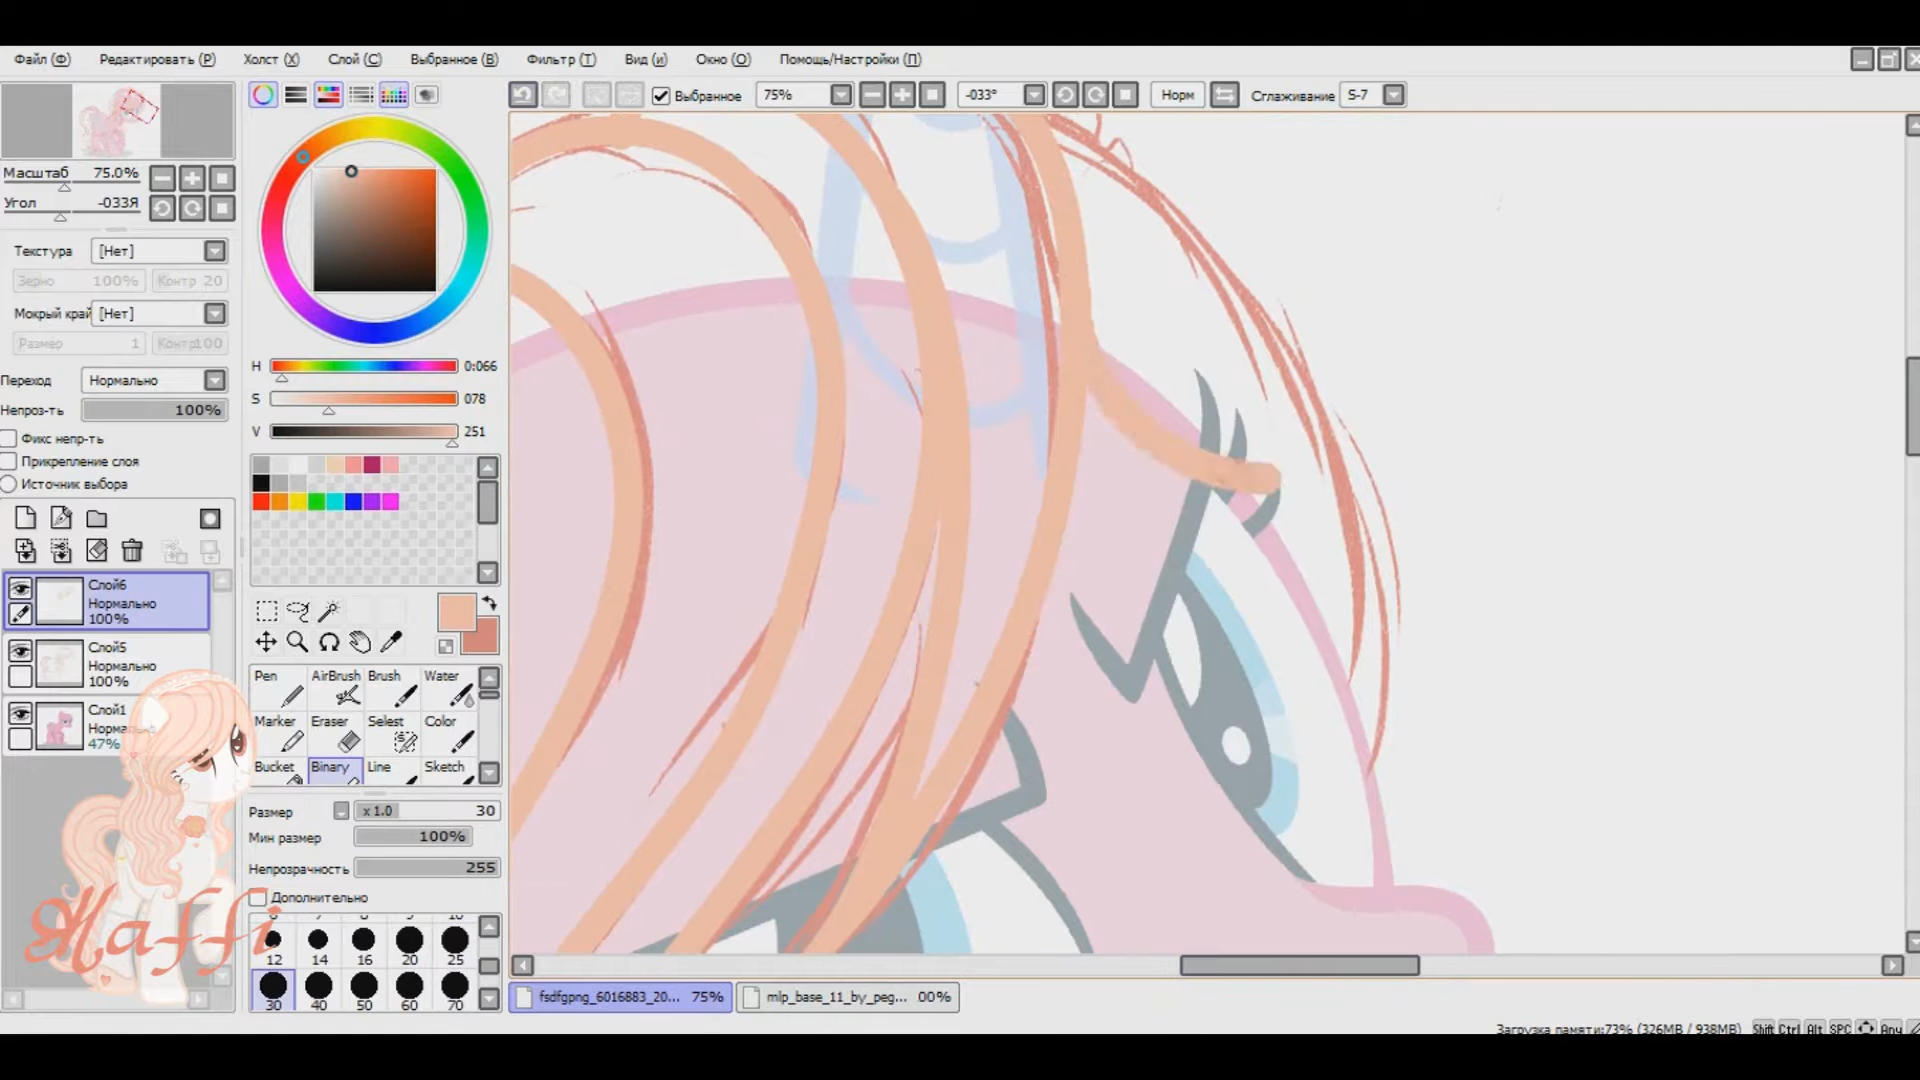 Файл (Ф) Редактировать (Р) Холст (Х) Слой (С) Выбранное (В) Фильтр (Т) Вид (и) Окно (О) Помощь/Настройки (П)
Выбранное 75% -033° Норм Сглаживание S-7
Масштаб 75.0%
Угол -033Я
Текстура [Нет]
Зерно 100% Контр 20
Мокрый край [Нет]
Размер 1 Контр100
Переход Нормально
Непроз-ть 100%
Фикс непр-ть
Прикрепление слоя
Источник выбора
Слой6
Нормально
100%
Слой5
Нормально
100%
Слой1
47%
Haffi
H 0:066
S 078
V 251
Pen AirBrush Brush Water
Marker Eraser Selest Color
Bucket Binary Line Sketch
Размер x 1.0 30
Мин размер 100%
Непрозрачность 255
Дополнительно
12 14 16 20 25
30 40 50 60 70
fsdfgpng_6016883_20... 75% mlp_base_11_by_peg... 00%
Загрузка памяти:73% (326MB / 938MB) Shift Ctrl Alt SPC Any